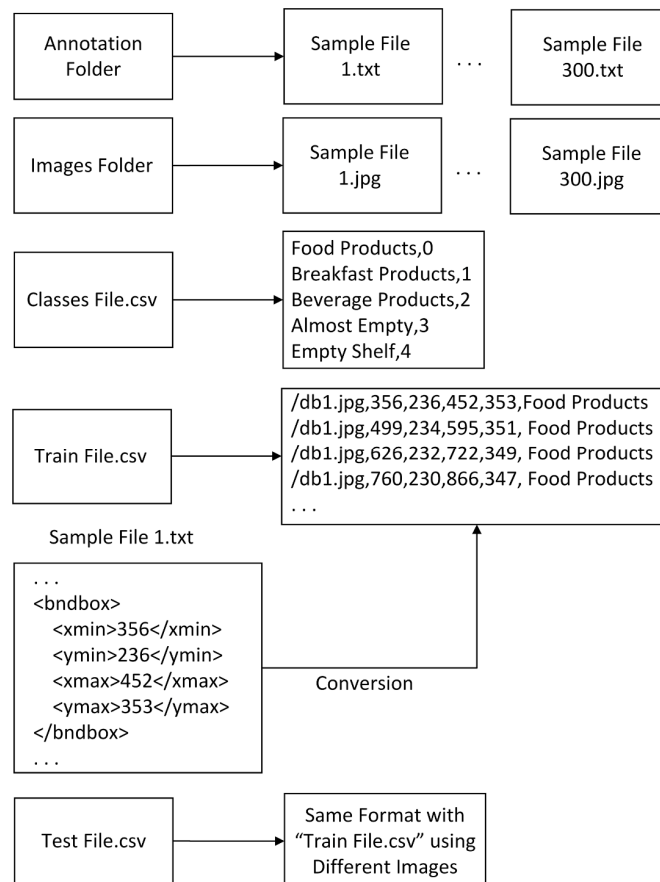 Annotation
Folder
Sample File
1.txt
. . .
Sample File
300.txt
Images Folder
Sample File
1.jpg
. . .
Sample File
300.jpg
Classes File.csv
Food Products,0
Breakfast Products,1
Beverage Products,2
Almost Empty,3
Empty Shelf,4
Train File.csv
/db1.jpg,356,236,452,353,Food Products
/db1.jpg,499,234,595,351, Food Products
/db1.jpg,626,232,722,349, Food Products
/db1.jpg,760,230,866,347, Food Products
. . .
Sample File 1.txt
. . .
<bndbox>
<xmin>356</xmin>
<ymin>236</ymin>
<xmax>452</xmax>
<ymax>353</ymax>
</bndbox>
. . .
Conversion
Test File.csv
Same Format with
“Train File.csv” using
Different Images